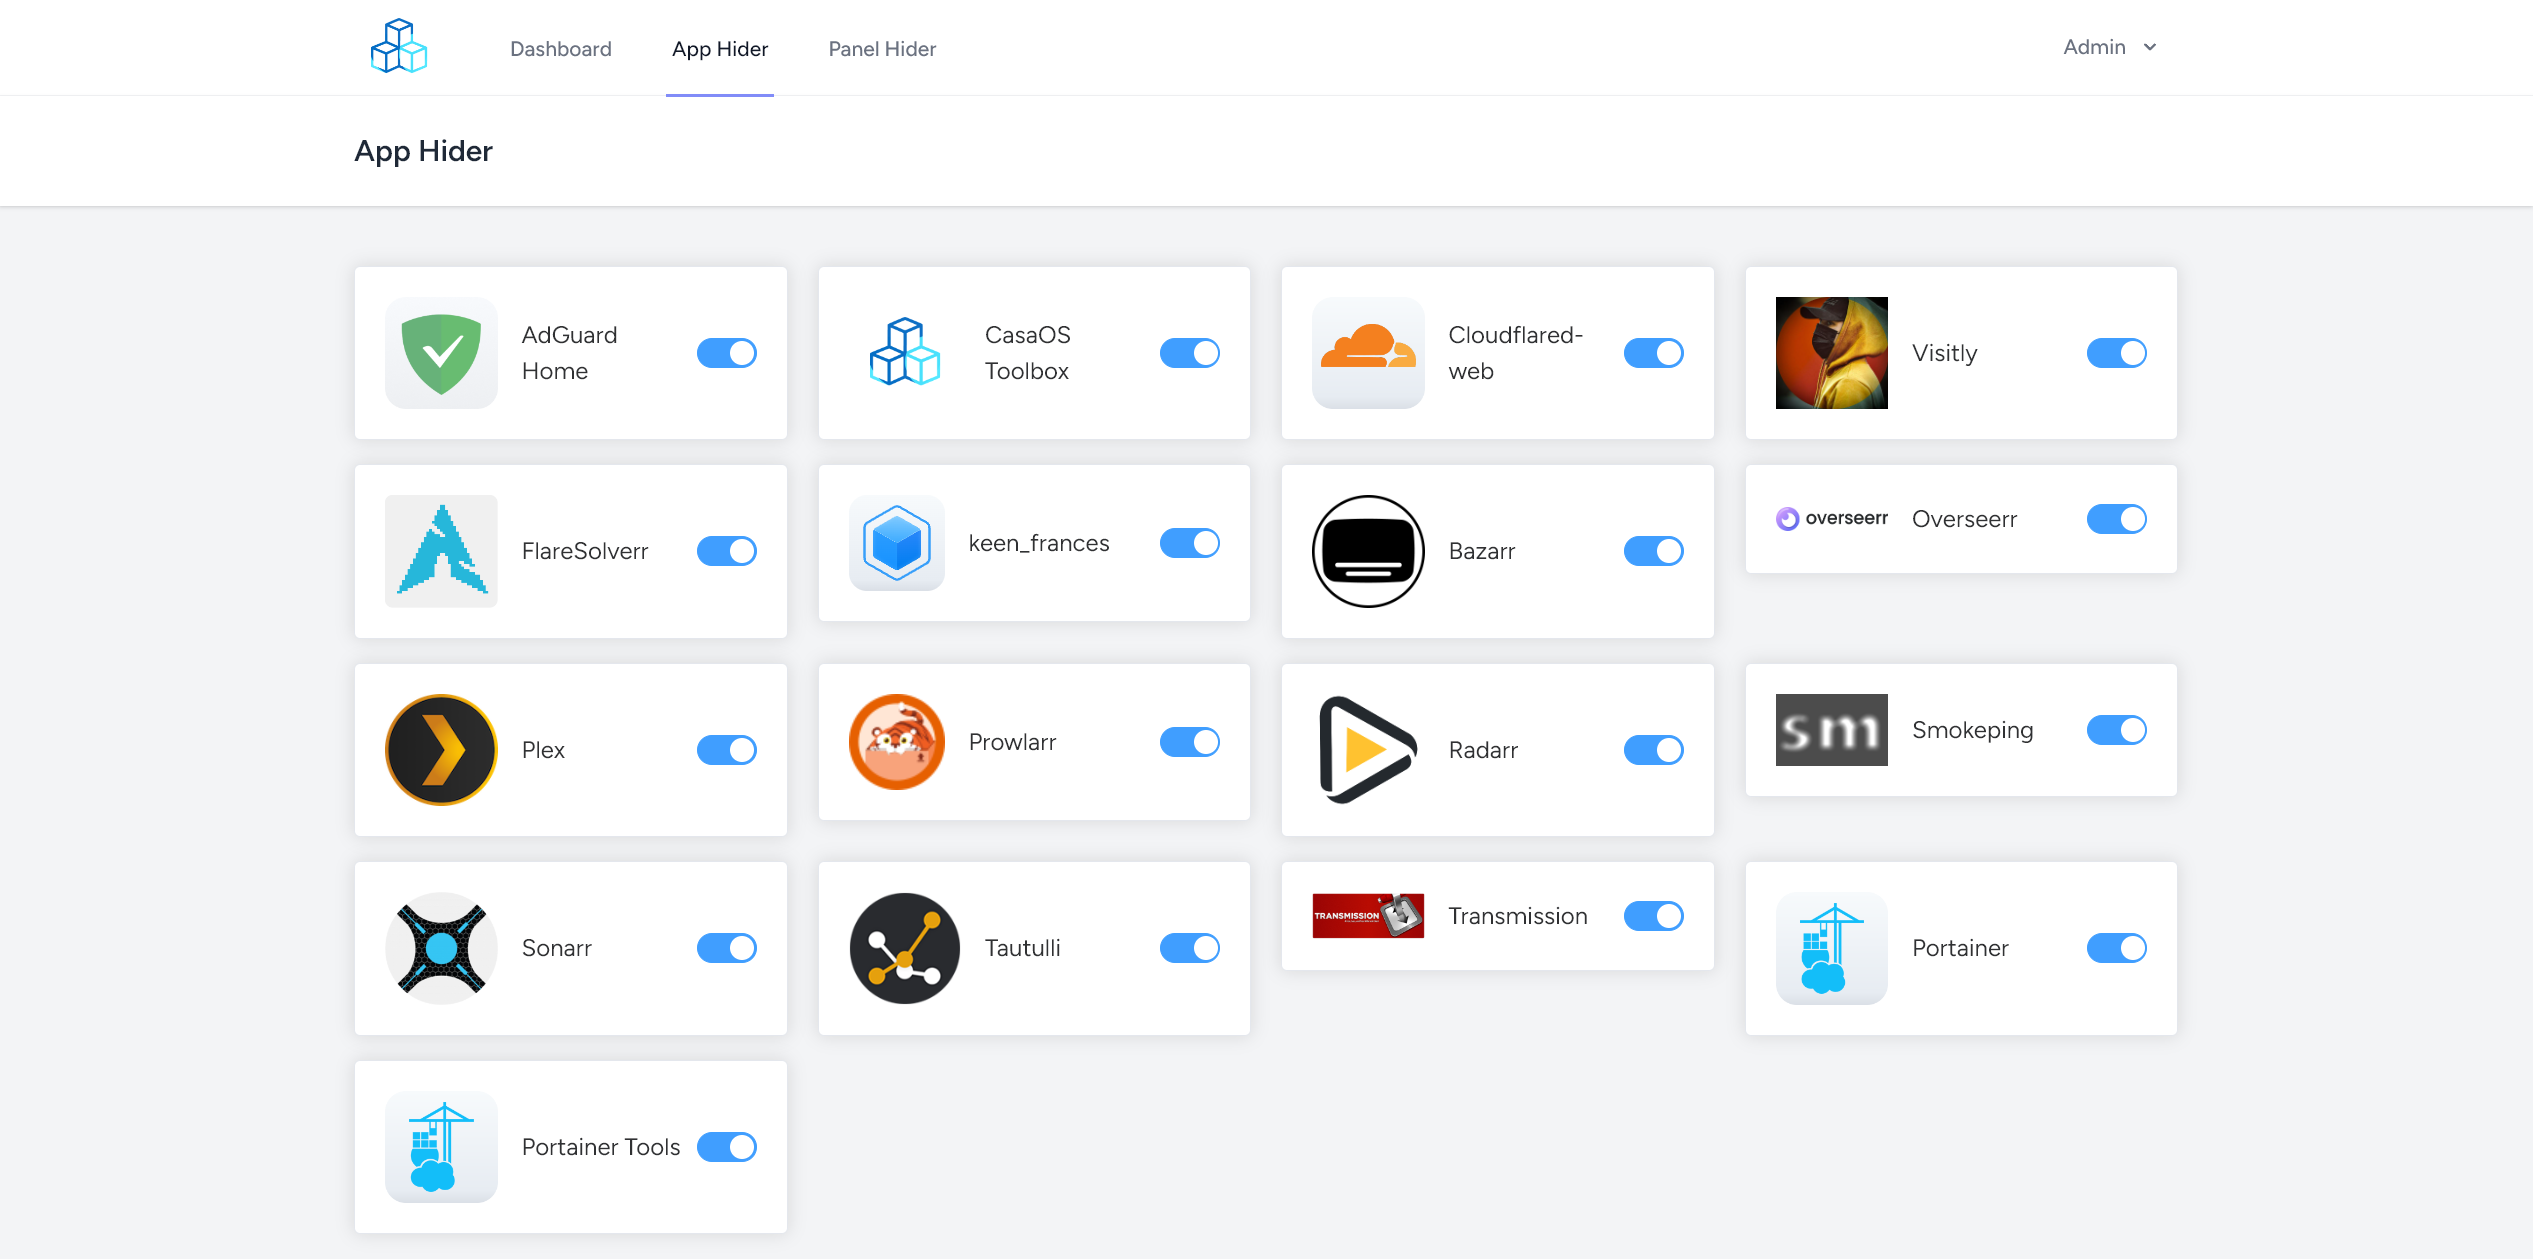 Dashboard
App Hider
Panel Hider
Admin
App Hider
AdGuard
Home
CasaOS
Toolbox
Cloudflared-
web
Visitly
FlareSolverr
keen_frances
Bazarr
overseerr
Overseerr
Plex
Prowlarr
Radarr
sm
Smokeping
Sonarr
Tautulli
TRANSMISSION
Transmission
Portainer
Portainer Tools